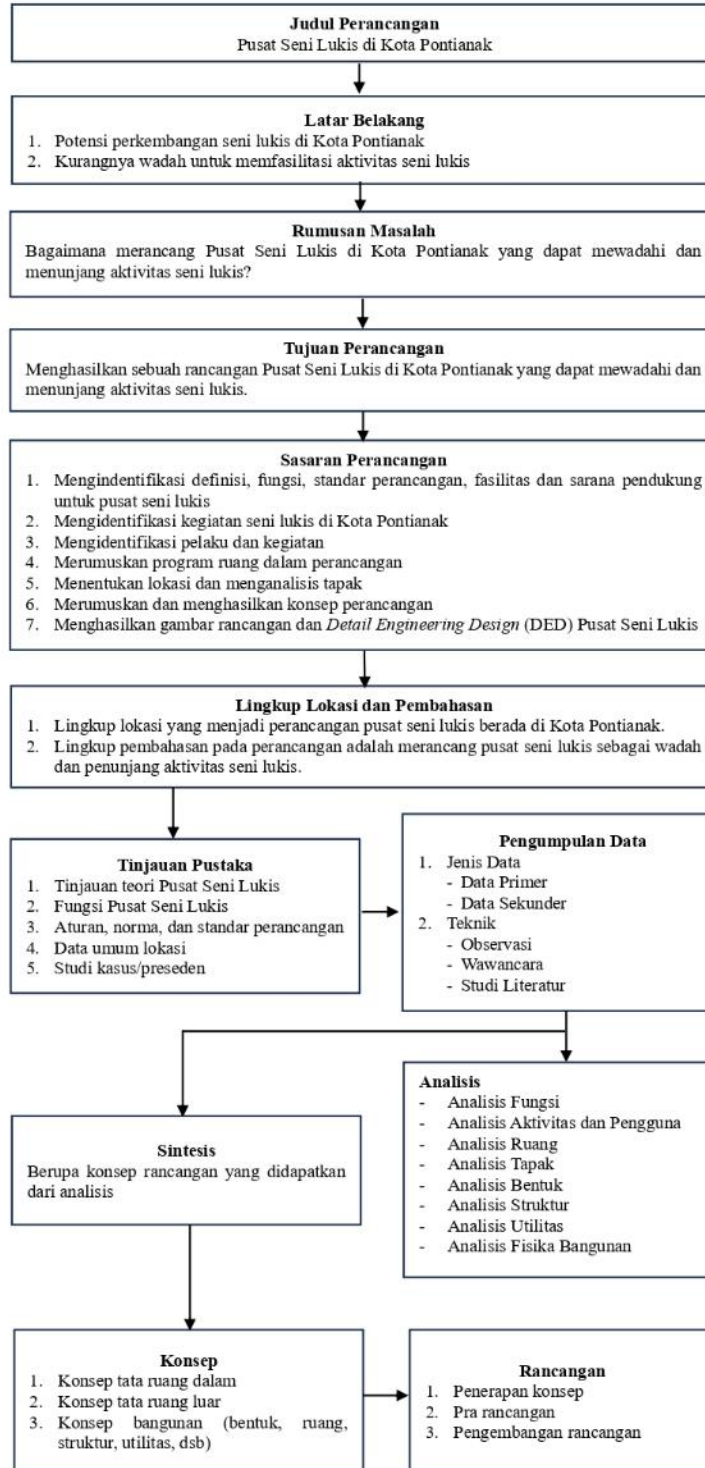 Judul Perancangan
Pusat Seni Lukis di Kota Pontianak
Latar Belakang
1. Potensi perkembangan seni lukis di Kota Pontianak
2. Kurangnya wadah untuk memfasilitasi aktivitas seni lukis
Rumusan Masalah
Bagaimana merancang Pusat Seni Lukis di Kota Pontianak yang dapat mewadahi dan
menunjang aktivitas seni lukis?
Tujuan Perancangan
Menghasilkan sebuah rancangan Pusat Seni Lukis di Kota Pontianak yang dapat mewadahi dan
menunjang aktivitas seni lukis.
Sasaran Perancangan
1. Mengindentifikasi definisi, fungsi, standar perancangan, fasilitas dan sarana pendukung
untuk pusat seni lukis
2. Mengidentifikasi kegiatan seni lukis di Kota Pontianak
3. Mengidentifikasi pelaku dan kegiatan
4. Merumuskan program ruang dalam perancangan
5. Menentukan lokasi dan menganalisis tapak
6. Merumuskan dan menghasilkan konsep perancangan
7. Menghasilkan gambar rancangan dan Detail Engineering Design (DED) Pusat Seni Lukis
Lingkup Lokasi dan Pembahasan
1. Lingkup lokasi yang menjadi perancangan pusat seni lukis berada di Kota Pontianak.
2. Lingkup pembahasan pada perancangan adalah merancang pusat seni lukis sebagai wadah
dan penunjang aktivitas seni lukis.
Tinjauan Pustaka
1. Tinjauan teori Pusat Seni Lukis
2. Fungsi Pusat Seni Lukis
3. Aturan, norma, dan standar perancangan
4. Data umum lokasi
5. Studi kasus/preseden
Pengumpulan Data
1. Jenis Data
- Data Primer
- Data Sekunder
2. Teknik
- Observasi
- Wawancara
- Studi Literatur
Analisis
- Analisis Fungsi
- Analisis Aktivitas dan Pengguna
- Analisis Ruang
- Analisis Tapak
- Analisis Bentuk
- Analisis Struktur
- Analisis Utilitas
- Analisis Fisika Bangunan
Sintesis
Berupa konsep rancangan yang didapatkan
dari analisis
Konsep
1. Konsep tata ruang dalam
2. Konsep tata ruang luar
3. Konsep bangunan (bentuk, ruang,
struktur, utilitas, dsb)
Rancangan
1. Penerapan konsep
2. Pra rancangan
3. Pengembangan rancangan